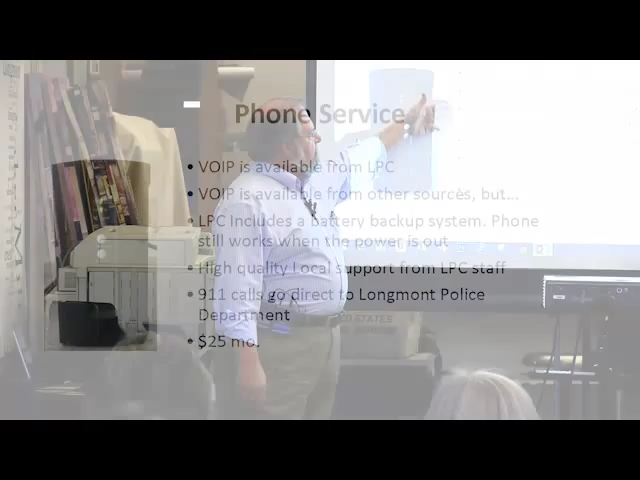 Phone Service
• VOIP is available from LPC
• VOIP is available from other sources, but...
• LPC Includes a battery backup system. Phone
still works when the power is out
• High quality Local support from LPC staff
• 911 calls go direct to Longmont Police
Department
• $25 mo.
STATES